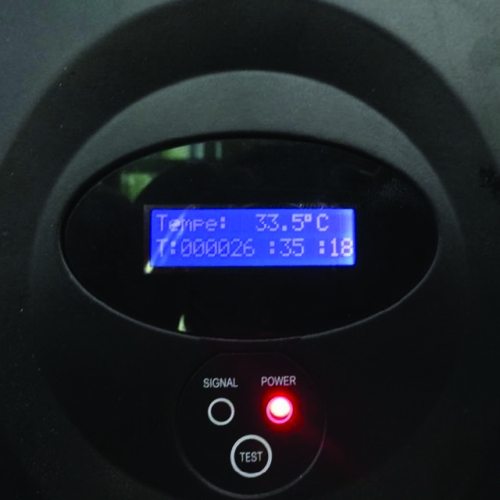 Tempe: 33.5°C
T:000026 :35 :18
SIGNAL POWER
TEST